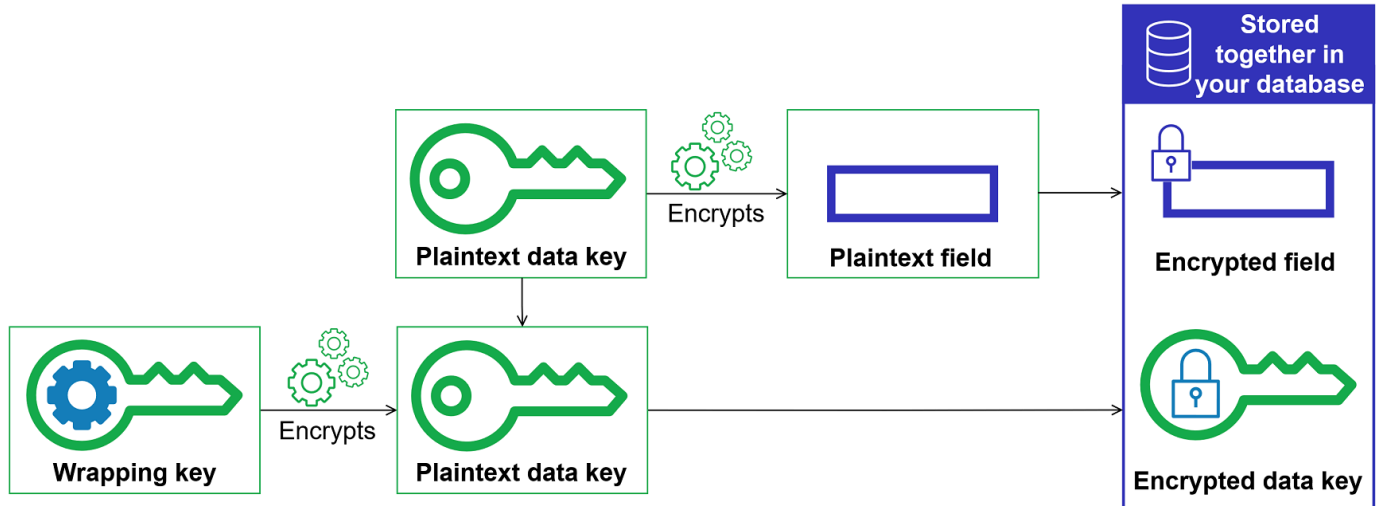 Stored
together in
your database
Encrypts
Plaintext data key
Plaintext field
Encrypted field
Encrypts
Wrapping key
Plaintext data key
Encrypted data key